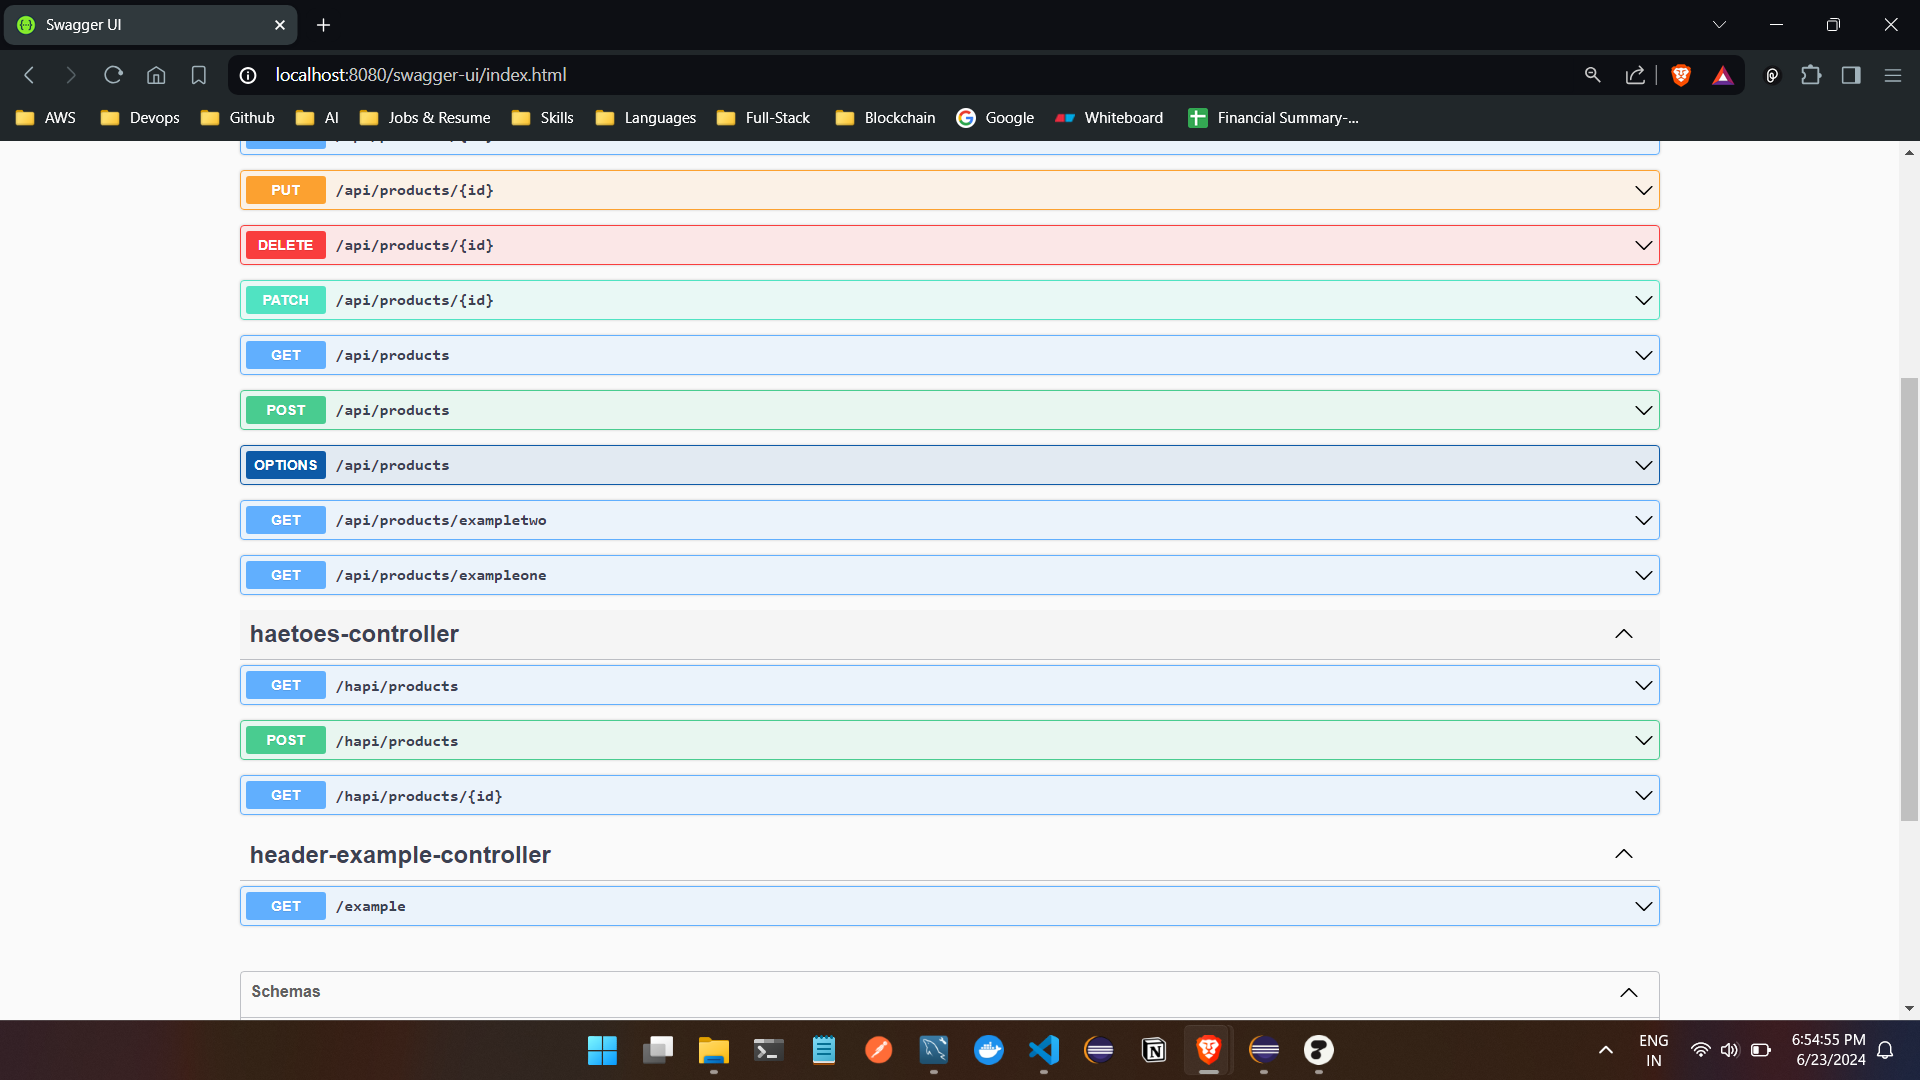 Swagger UI
localhost:8080/swagger-ui/index.html
AWS Devops Github AI Jobs & Resume Skills Languages Full-Stack Blockchain Google Whiteboard Financial Summary-...
PUT /api/products/{id}
DELETE /api/products/{id}
PATCH /api/products/{id}
GET /api/products
POST /api/products
OPTIONS /api/products
GET /api/products/exampletwo
GET /api/products/exampleone
haetoes-controller
GET /hapi/products
POST /hapi/products
GET /hapi/products/{id}
header-example-controller
GET /example
Schemas
ENG 6:54:55 PM
IN 6/23/2024